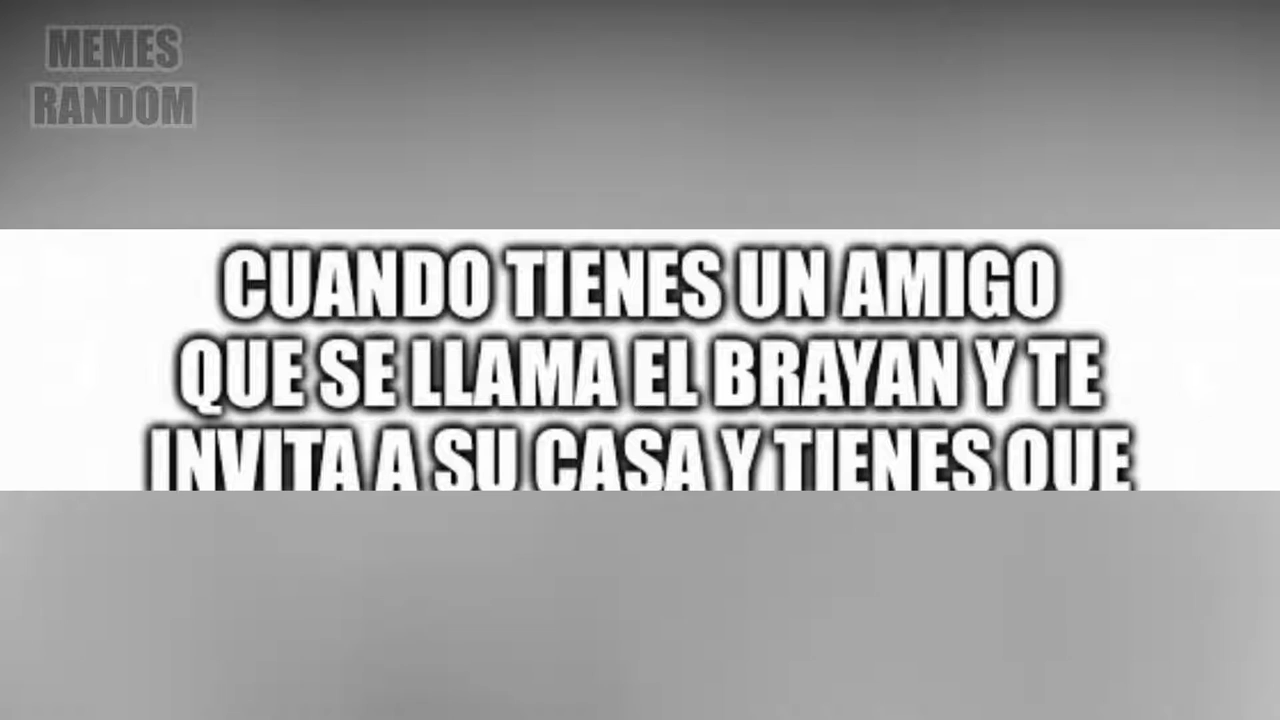 MEMES
RANDOM
CUANDO TIENES UN AMIGO
QUE SE LLAMA EL BRAYAN Y TE
INVITA A SU CASA Y TIENES QUE